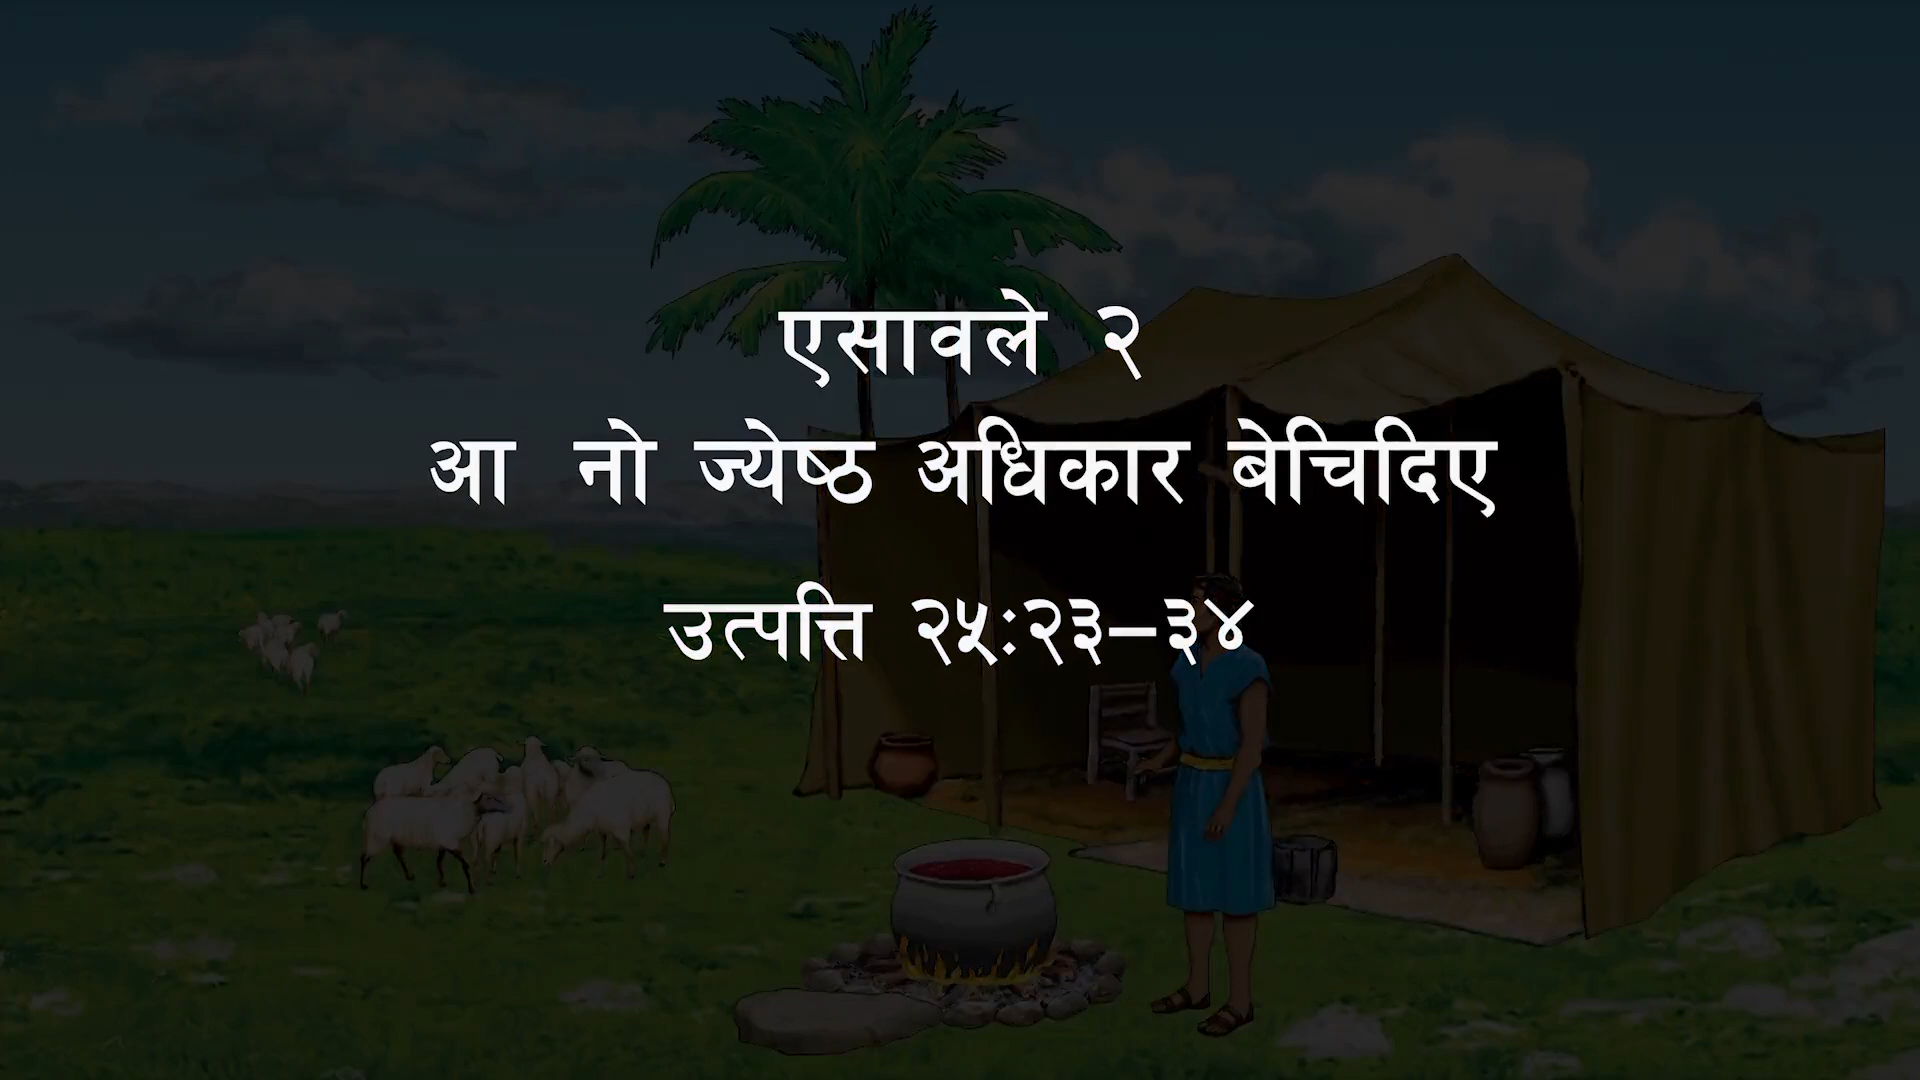 एसावले २
आ नो ज्येष्ठ अधिकार बेचिदिए
उत्पत्ति २५:२३–३४